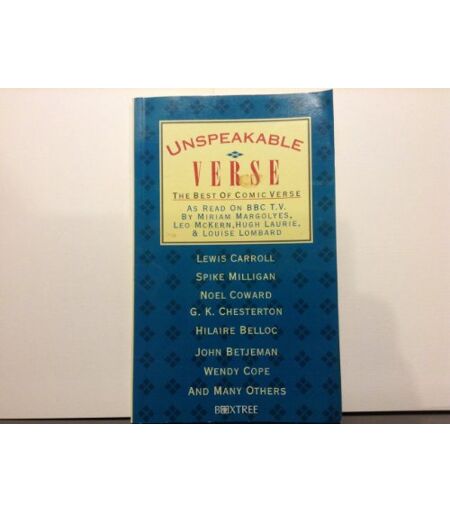 UNSPEAKABLE
VERSE
THE BEST OF COMIC VERSE
AS READ ON BBC T.V.
BY MIRIAM MARGOLYES,
LEO MCKERN, HUGH LAURIE,
& LOUISE LOMBARD
LEWIS CARROLL
SPIKE MILLIGAN
NOEL COWARD
G. K. CHESTERTON
HILAIRE BELLOC
JOHN BETJEMAN
WENDY COPE
AND MANY OTHERS
BOXTREE